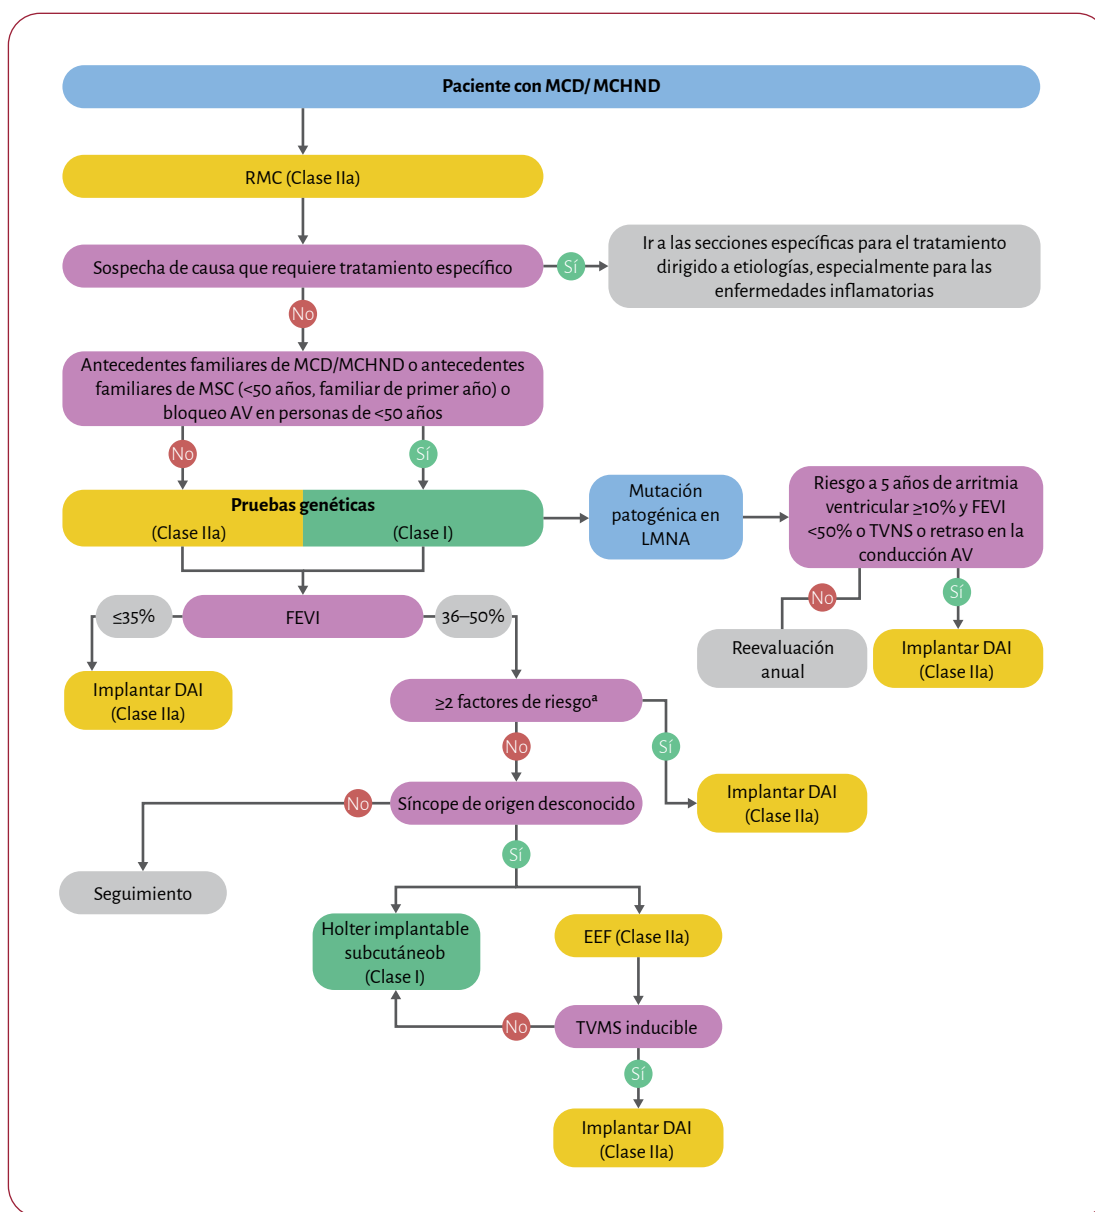 Paciente con MCD/ MCHND
RMC (Clase IIa)
Sospecha de causa que requiere tratamiento específico
Sí
Ir a las secciones específicas para el tratamiento
dirigido a etiologías, especialmente para las
enfermedades inflamatorias
No
Antecedentes familiares de MCD/MCHND o antecedentes
familiares de MSC (<50 años, familiar de primer año) o
bloqueo AV en personas de <50 años
No
Sí
Pruebas genéticas
(Clase IIa)
(Clase I)
Mutación
patogénica en
LMNA
Riesgo a 5 años de arritmia
ventricular ≥10% y FEVI
<50% o TVNS o retraso en la
conducción AV
No
Sí
Reevaluación
anual
Implantar DAI
(Clase IIa)
≤35%
FEVI
36–50%
Implantar DAI
(Clase IIa)
≥2 factores de riesgoª
No
Sí
Implantar DAI
(Clase IIa)
Síncope de origen desconocido
No
Sí
Seguimiento
Holter implantable
subcutáneob
(Clase I)
EEF (Clase IIa)
TVMS inducible
No
Sí
Implantar DAI
(Clase IIa)